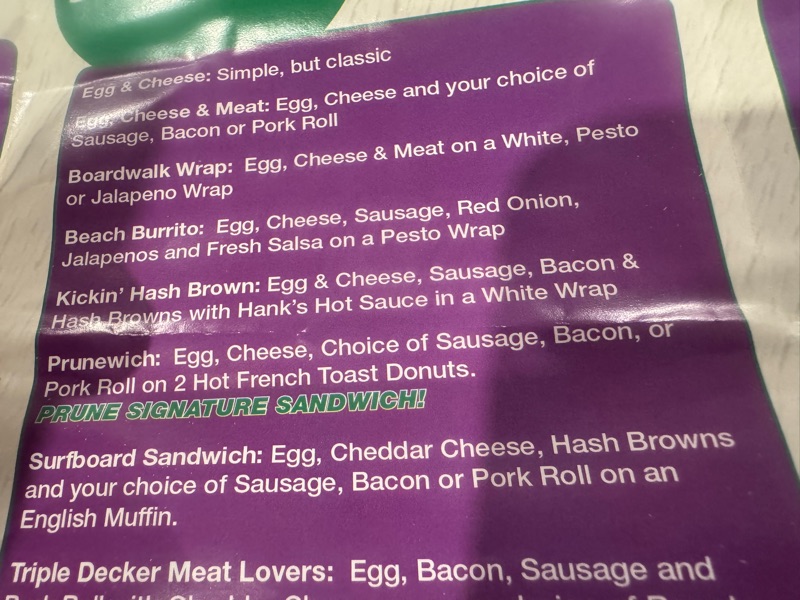 Egg & Cheese: Simple, but classic
Egg, Cheese & Meat: Egg, Cheese and your choice of
Sausage, Bacon or Pork Roll
Boardwalk Wrap: Egg, Cheese & Meat on a White, Pesto
or Jalapeno Wrap
Beach Burrito: Egg, Cheese, Sausage, Red Onion,
Jalapenos and Fresh Salsa on a Pesto Wrap
Kickin' Hash Brown: Egg & Cheese, Sausage, Bacon &
Hash Browns with Hank's Hot Sauce in a White Wrap
Prunewich: Egg, Cheese, Choice of Sausage, Bacon, or
Pork Roll on 2 Hot French Toast Donuts.
PRUNE SIGNATURE SANDWICH!
Surfboard Sandwich: Egg, Cheddar Cheese, Hash Browns
and your choice of Sausage, Bacon or Pork Roll on an
English Muffin.
Triple Decker Meat Lovers: Egg, Bacon, Sausage and